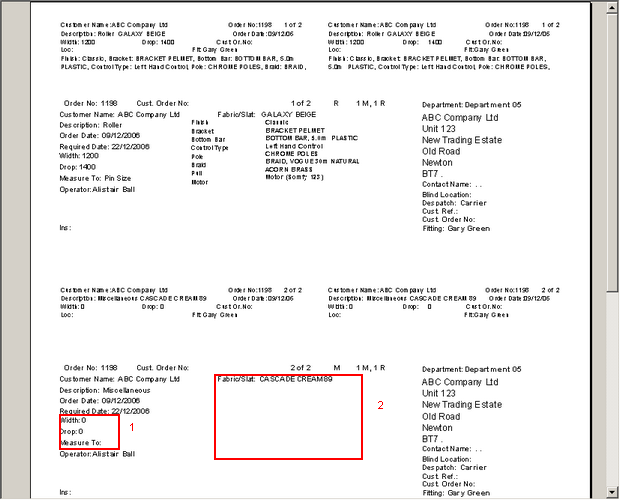 Customer Name:ABC Company Ltd Order No:1198 1 of 2
Description: Roller GALAXY BEIGE Order Date:09/12/06
Width: 1200 Drop: 1400 Cust Or.No:
Loc: Fit:Gary Green
Finish: Classic, Bracket: BRACKET PELMET, Bottom Bar: BOTTOM BAR, 5.0m
PLASTIC, Control Type: Left Hand Control, Pole: CHROME POLES, Braid: BRAID,
Customer Name:ABC Company Ltd Order No:1198 1 of 2
Description: Roller GALAXY BEIGE Order Date:09/12/06
Width: 1200 Drop: 1400 Cust Or.No:
Loc: Fit:Gary Green
Finish: Classic, Bracket: BRACKET PELMET, Bottom Bar: BOTTOM BAR,
5.0m PLASTIC, Control Type: Left Hand Control, Pole: CHROME POLES,
Order No: 1198 Cust. Order No: 1 of 2 R 1 M, 1 R
Customer Name: ABC Company Ltd Fabric/Slat: GALAXY BEIGE
Description: Roller
Order Date: 09/12/2006
Required Date: 22/12/2006
Width: 1200
Drop: 1400
Measure To: Pin Size
Operator: Alistair Ball
Finish Classic
Bracket BRACKET PELMET
Bottom Bar BOTTOM BAR, 5.0m PLASTIC
Control Type Left Hand Control
Pole CHROME POLES
Braid BRAID, VOGUE 30m NATURAL
Pull ACORN BRASS
Motor Motor (Somfy 123)
Ins:
Department: Department 05
ABC Company Ltd
Unit 123
New Trading Estate
Old Road
Newton
BT7 .
Contact Name: . .
Blind Location:
Despatch: Carrier
Cust. Ref.:
Cust. Order No:
Fitting: Gary Green
Customer Name:ABC Company Ltd Order No:1198 2 of 2
Description: Miscellaneous CASCADE CREAM89 Order Date:09/12/06
Width: 0 Drop: 0 Cust Or.No:
Loc: Fit:Gary Green
Customer Name:ABC Company Ltd Order No:1198 2 of 2
Description: Miscellaneous CASCADE CREAM89 Order Date:09/12/06
Width: 0 Drop: 0 Cust Or.No:
Loc: Fit:Gary Green
Order No: 1198 Cust. Order No: 2 of 2 M 1 M, 1 R
Customer Name: ABC Company Ltd Fabric/Slat: CASCADE CREAM89
Description: Miscellaneous
Order Date: 09/12/2006
Required Date: 22/12/2006
Width: 0
Drop: 0
Measure To:
Operator: Alistair Ball
1
2
Ins:
Department: Department 05
ABC Company Ltd
Unit 123
New Trading Estate
Old Road
Newton
BT7 .
Contact Name: . .
Blind Location:
Despatch: Carrier
Cust. Ref.:
Cust. Order No:
Fitting: Gary Green